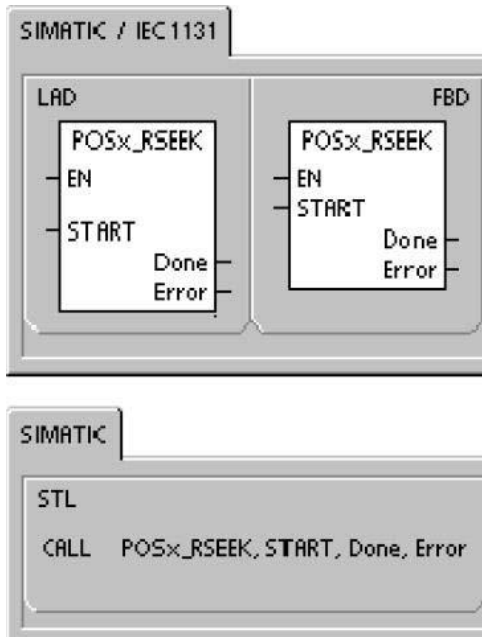 SIMATIC / IEC1131
LAD
FBD
POSx_RSEEK
EN
START
Done
Error
POSx_RSEEK
EN
START
Done
Error
SIMATIC
STL
CALL POSx_RSEEK, START, Done, Error